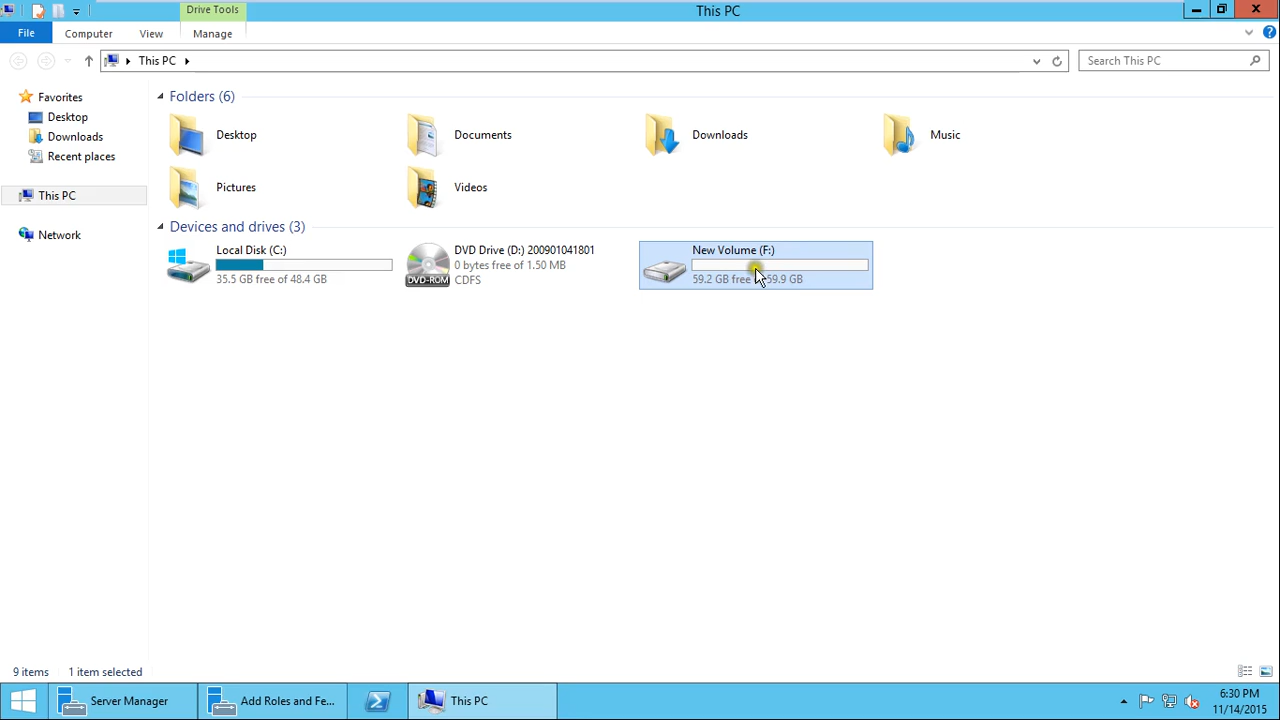 Drive Tools
This PC
File
Computer
View
Manage
This PC
Search This PC
Favorites
Desktop
Downloads
Recent places
This PC
Network
Folders (6)
Desktop
Documents
Downloads
Music
Pictures
Videos
Devices and drives (3)
Local Disk (C:)
35.5 GB free of 48.4 GB
DVD-ROM
DVD Drive (D:) 200901041801
0 bytes free of 1.50 MB
CDFS
New Volume (F:)
59.2 GB free 59.9 GB
9 items
1 item selected
Server Manager
Add Roles and Fe...
This PC
6:30 PM
11/14/2015